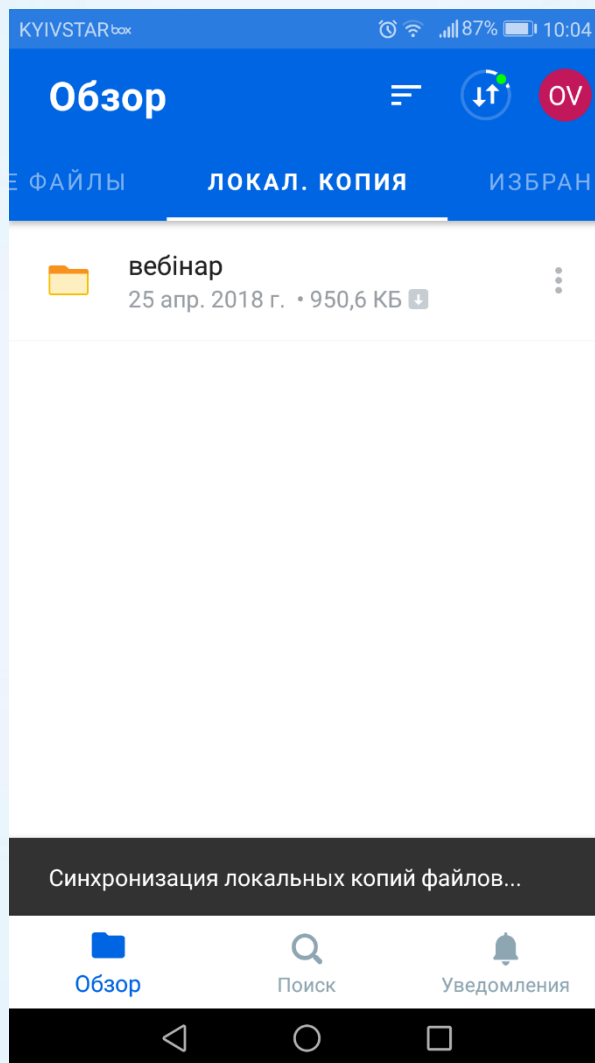 KYIVSTAR box 87% 10:04
Обзор OV
Е ФАЙЛЫ ЛОКАЛ. КОПИЯ ИЗБРАН
вебінар
25 апр. 2018 г. • 950,6 КБ
Синхронизация локальных копий файлов...
Обзор Поиск Уведомления